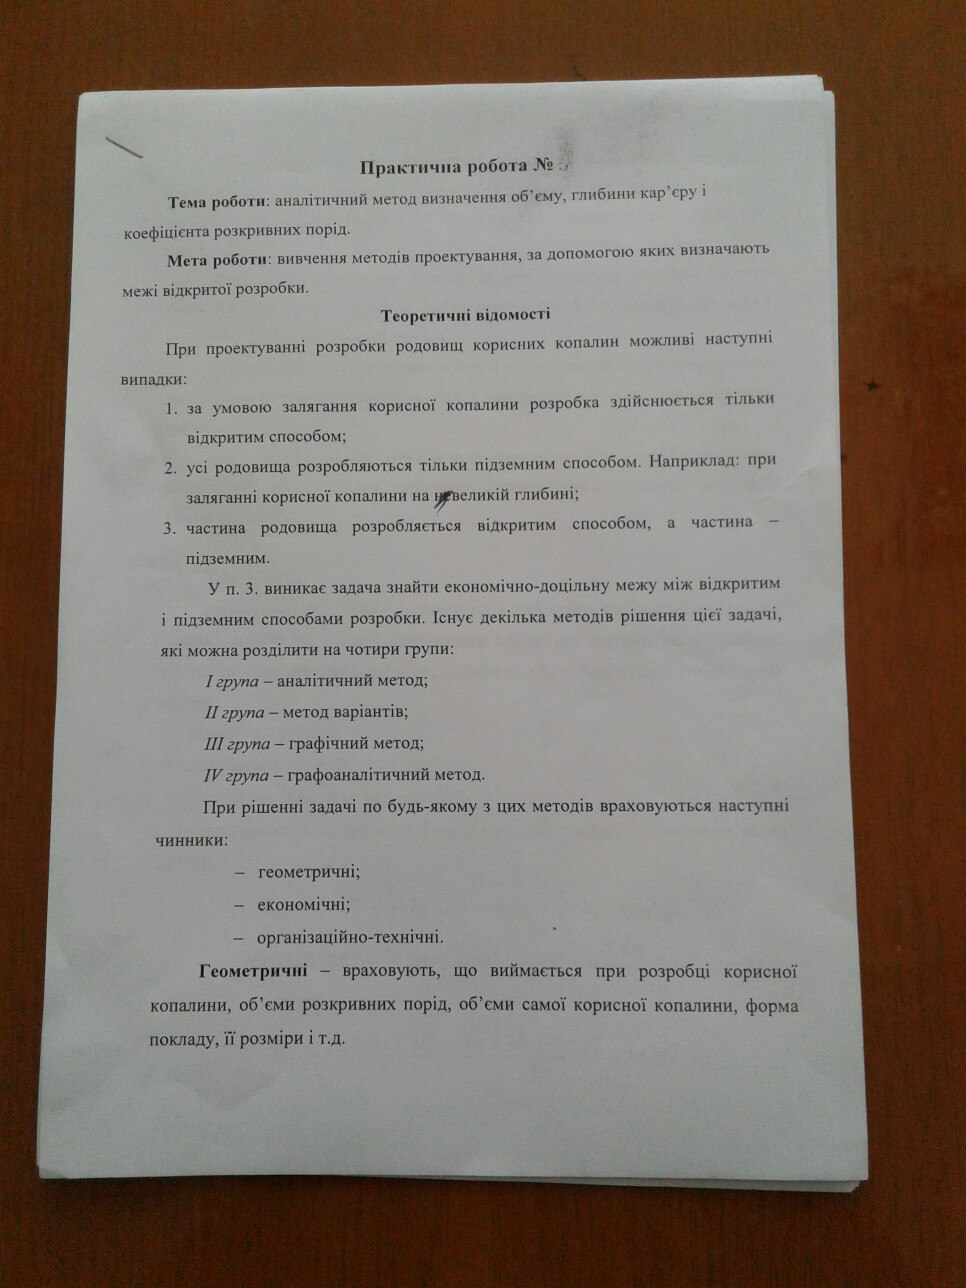 Практична робота №
Тема роботи: аналітичний метод визначення об’єму, глибини кар’єру і
коефіцієнта розкривних порід.
Мета роботи: вивчення методів проектування, за допомогою яких визначають
межі відкритої розробки.
Теоретичні відомості
При проектуванні розробки родовищ корисних копалин можливі наступні
випадки:
1. за умовою залягання корисної копалини розробка здійснюється тільки
відкритим способом;
2. усі родовища розробляються тільки підземним способом. Наприклад: при
заляганні корисної копалини на великій глибині;
3. частина родовища розробляється відкритим способом, а частина –
підземним.
У п. 3. виникає задача знайти економічно-доцільну межу між відкритим
і підземним способами розробки. Існує декілька методів рішення цієї задачі,
які можна розділити на чотири групи:
I група – аналітичний метод;
II група – метод варіантів;
III група – графічний метод;
IV група – графоаналітичний метод.
При рішенні задачі по будь-якому з цих методів враховуються наступні
чинники:
– геометричні;
– економічні;
– організаційно-технічні.
Геометричні – враховують, що виймається при розробці корисної
копалини, об’єми розкривних порід, об’єми самої корисної копалини, форма
покладу, її розміри і т.д.